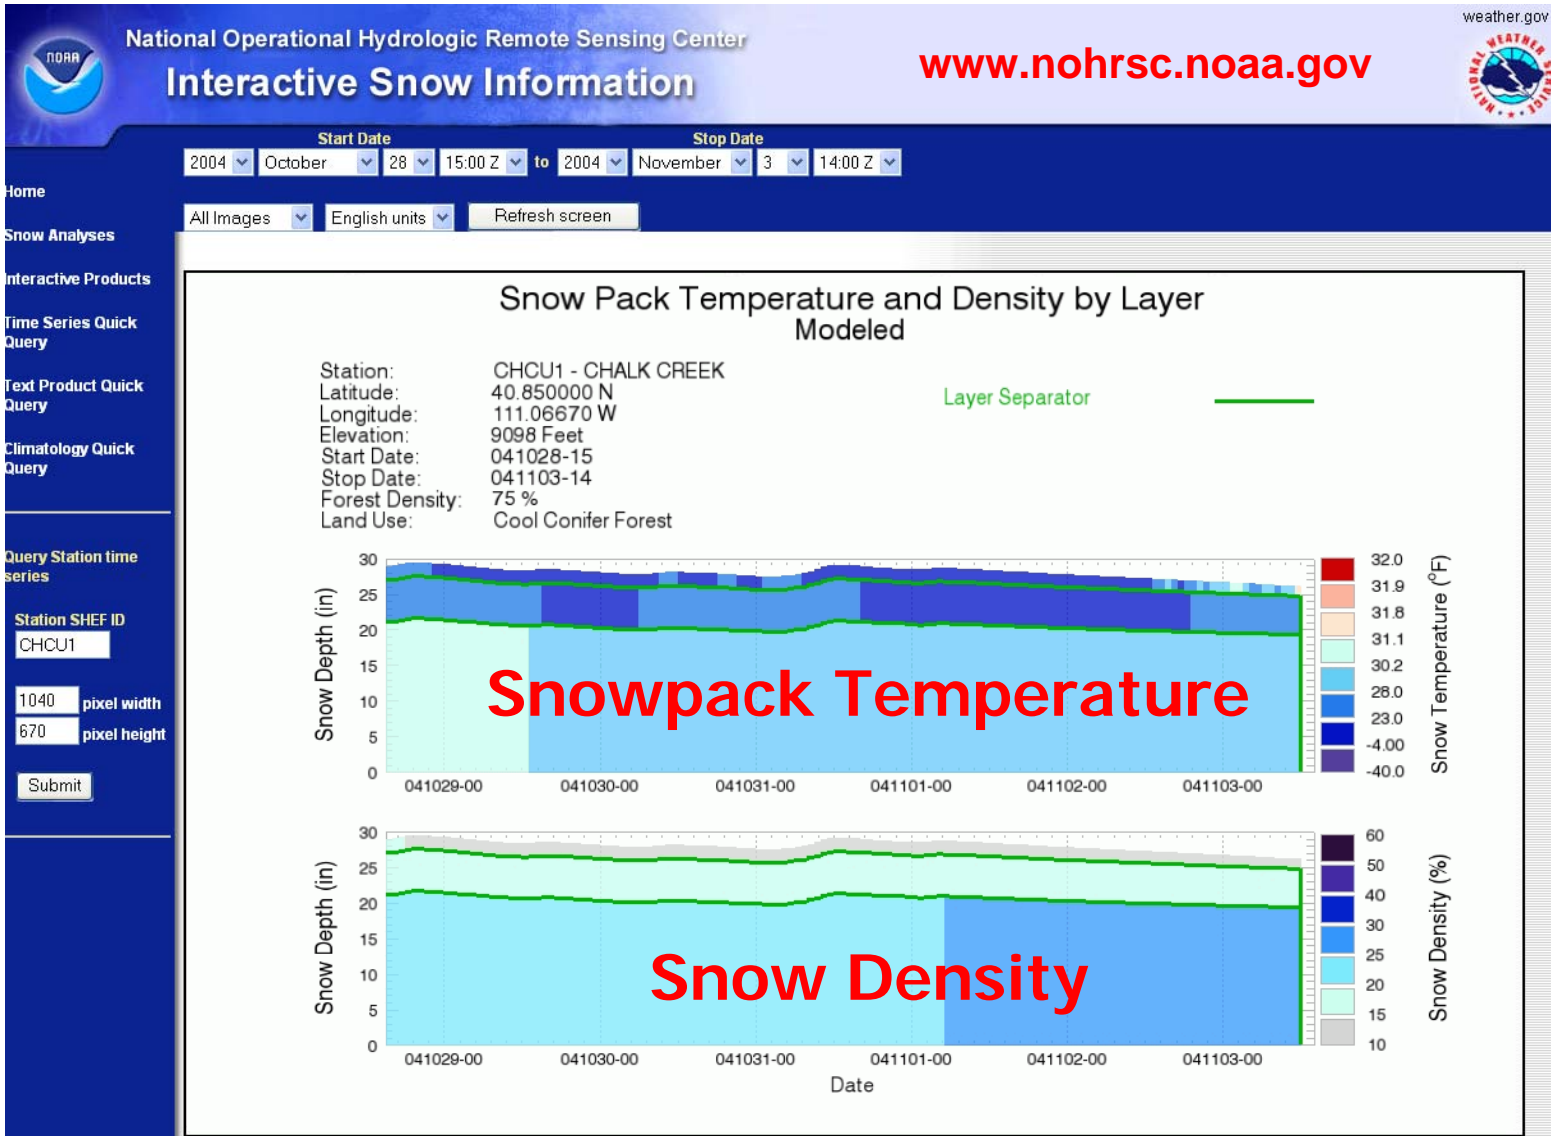 weather.gov
NOAA
National Operational Hydrologic Remote Sensing Center
Interactive Snow Information
www.nohrsc.noaa.gov
NATIONAL WEATHER SERVICE
Start Date
Stop Date
2004 October 28 15:00 Z to 2004 November 3 14:00 Z
All Images English units Refresh screen
Home
Snow Analyses
Interactive Products
Time Series Quick
Query
Text Product Quick
Query
Climatology Quick
Query
Query Station time
series
Station SHEF ID
CHCU1
1040 pixel width
670 pixel height
Submit
Snow Pack Temperature and Density by Layer
Modeled
Station: CHCU1 - CHALK CREEK
Latitude: 40.850000 N
Longitude: 111.06670 W
Elevation: 9098 Feet
Start Date: 041028-15
Stop Date: 041103-14
Forest Density: 75 %
Land Use: Cool Conifer Forest
Layer Separator
Snow Depth (in)
30
25
20
15
10
5
0
Snowpack Temperature
041029-00 041030-00 041031-00 041101-00 041102-00 041103-00
32.0
31.9
31.8
31.1
30.2
28.0
23.0
-4.00
-40.0
Snow Temperature (°F)
Snow Depth (in)
30
25
20
15
10
5
0
Snow Density
041029-00 041030-00 041031-00 041101-00 041102-00 041103-00
Date
60
50
40
30
25
20
15
10
Snow Density (%)